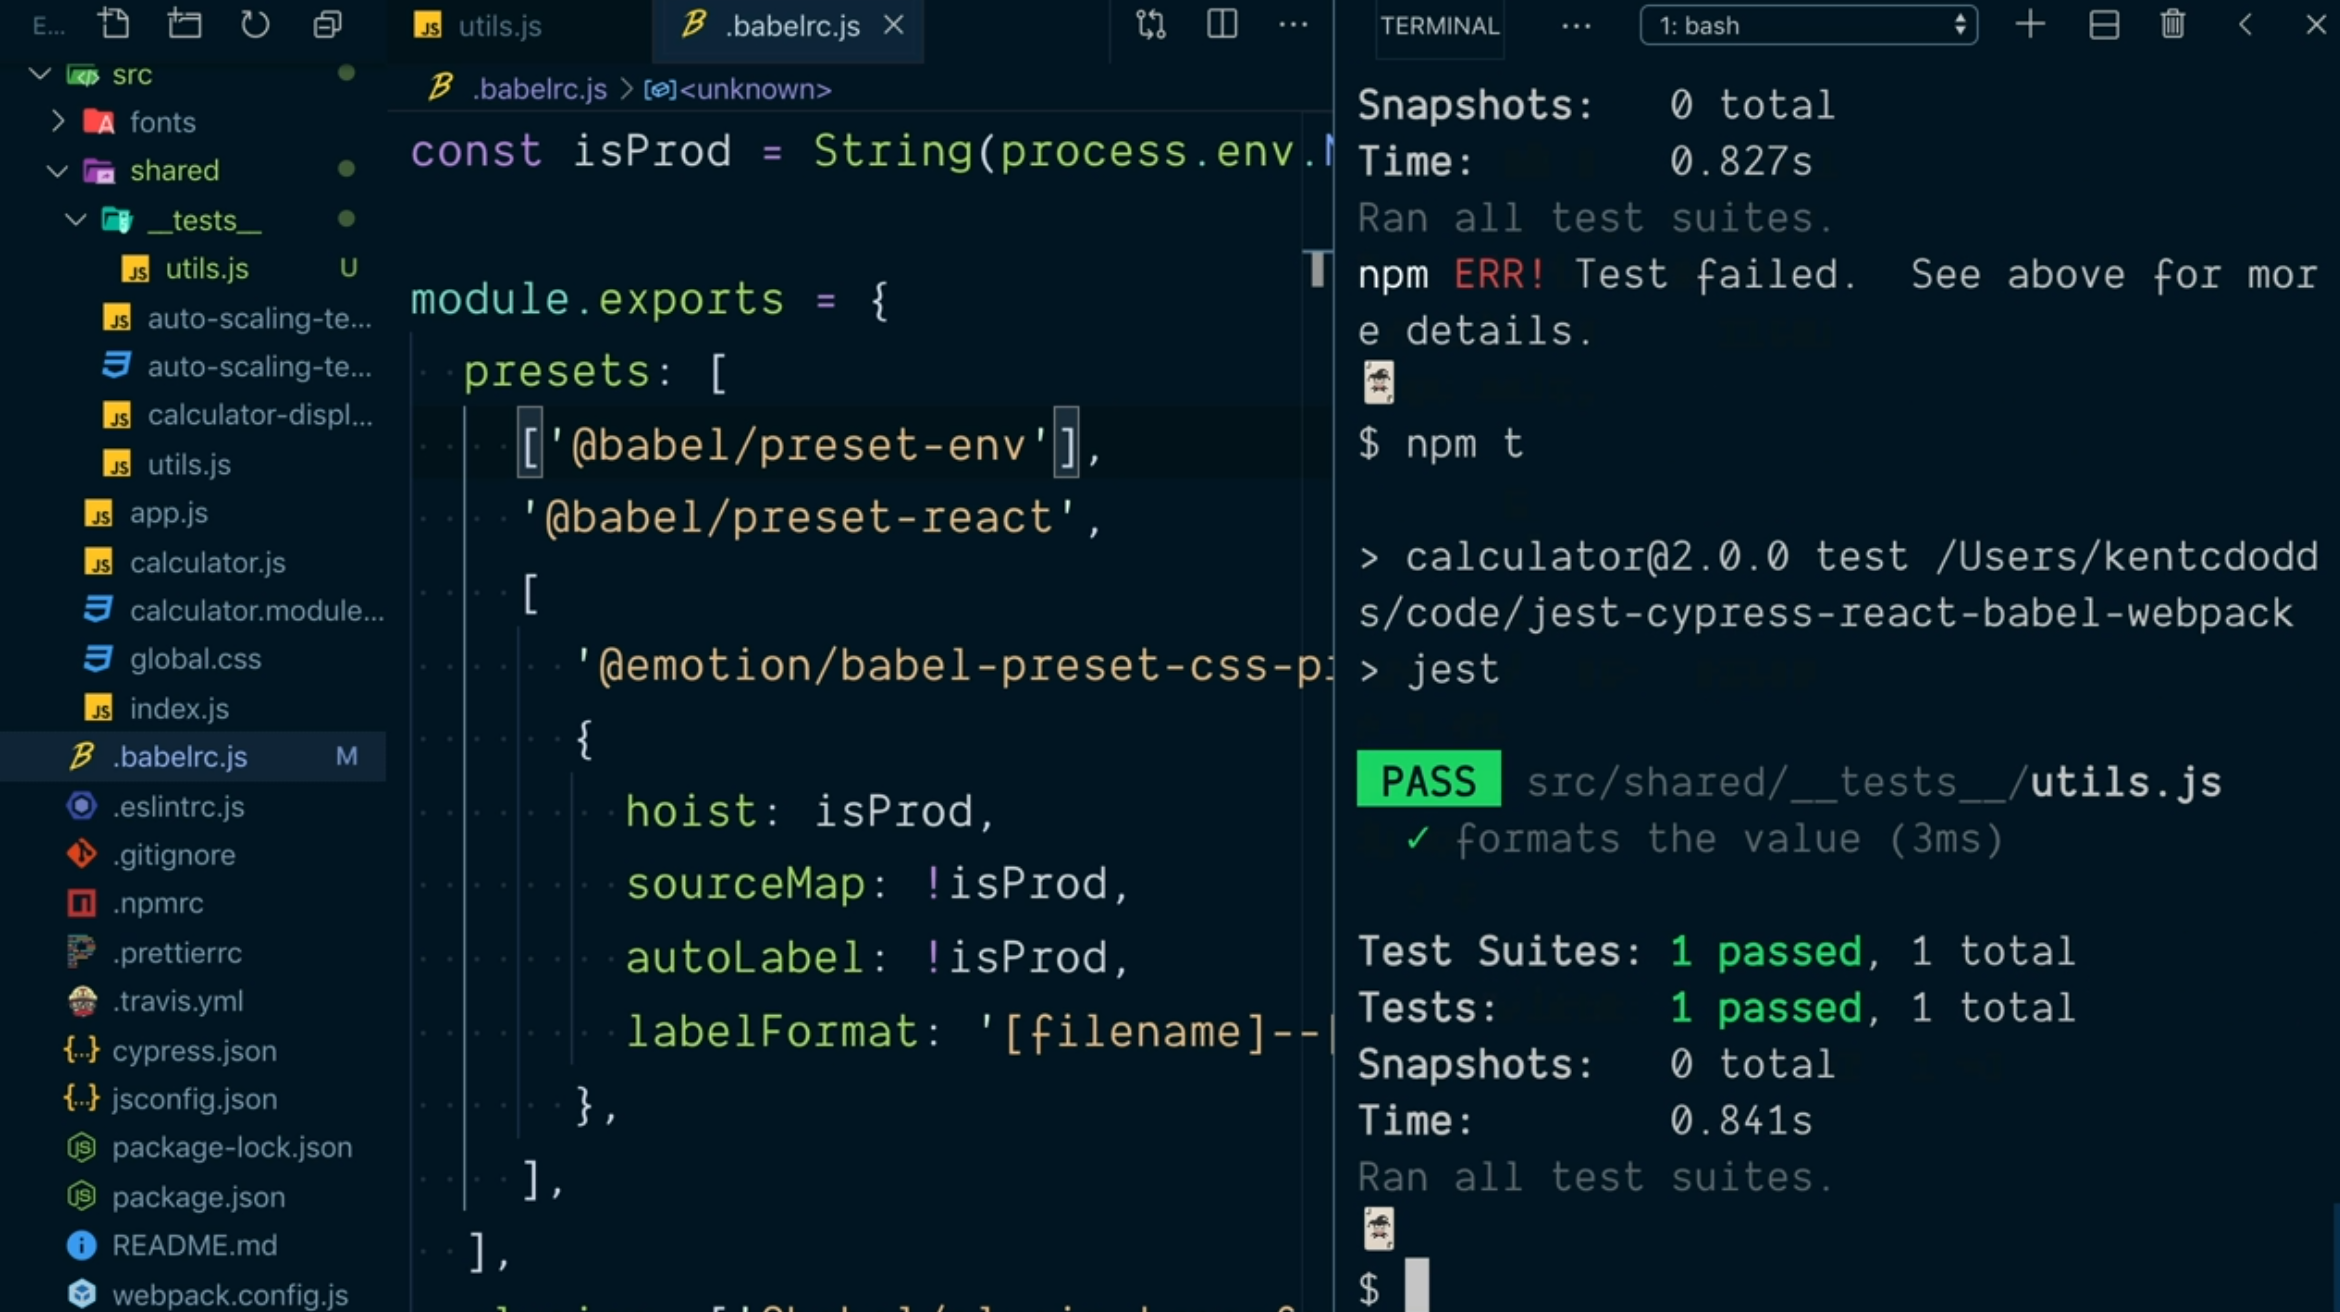 E...
src
fonts
shared
__tests__
utils.js U
auto-scaling-te...
auto-scaling-te...
calculator-displ...
utils.js
app.js
calculator.js
calculator.module...
global.css
index.js
.babelrc.js M
.eslintrc.js
.gitignore
.npmrc
.prettierrc
.travis.yml
cypress.json
jsconfig.json
package-lock.json
package.json
README.md
webpack.config.js
utils.js
.babelrc.js
.babelrc.js > <unknown>
const isProd = String(process.env.
module.exports = {
presets: [
['@babel/preset-env'],
'@babel/preset-react',
[
'@emotion/babel-preset-css-p
{
hoist: isProd,
sourceMap: !isProd,
autoLabel: !isProd,
labelFormat: '[filename]--
},
],
],
TERMINAL
1: bash
Snapshots: 0 total
Time: 0.827s
Ran all test suites.
npm ERR! Test failed. See above for mor
e details.
$ npm t
> calculator@2.0.0 test /Users/kentcdodd
s/code/jest-cypress-react-babel-webpack
> jest
PASS src/shared/__tests__/utils.js
✓ formats the value (3ms)
Test Suites: 1 passed, 1 total
Tests: 1 passed, 1 total
Snapshots: 0 total
Time: 0.841s
Ran all test suites.
$